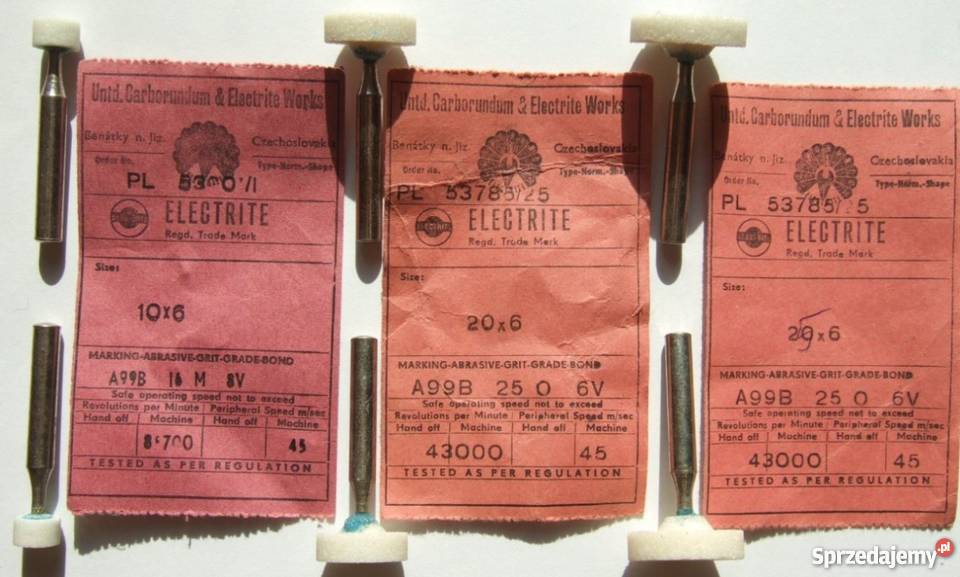 Untd. Carborundum & Electrite Works
Benátky n. Jiz. Czechoslovakia
Order No. Type-Norm.-Shape
PL
ELECTRITE
Regd. Trade Mark
Size:
10x6
MARKING-ABRASIVE-GRIT-GRADE-BOND
A99B 16 M 8V
Safe operating speed not to exceed
Revolutions per Minute Peripheral Speed m/sec
Hand off Machine Hand off Machine
45
TESTED AS PER REGULATION
Untd. Carborundum & Electrite Works
Benátky n. Jiz. Czechoslovakia
Order No. Type-Norm.-Shape
PL 53785/25
ELECTRITE
Regd. Trade Mark
Size:
20x6
MARKING-ABRASIVE-GRIT-GRADE-BOND
A99B 25 O 6V
Safe operating speed not to exceed
Revolutions per Minute Peripheral Speed m/sec
Hand off Machine Hand off Machine
43000 45
TESTED AS PER REGULATION
Untd. Carborundum & Electrite Works
Benátky n. Jiz. Czechoslovakia
Order No. Type-Norm.-Shape
PL
ELECTRITE
Regd. Trade Mark
Size:
MARKING-ABRASIVE-GRIT-GRADE-BOND
A99B 25 O 6V
Safe operating speed not to exceed
Revolutions per Minute Peripheral Speed m/sec
Hand off Machine Hand off Machine
43000 45
TESTED AS PER REGULATION
Sprzedajemy.pl